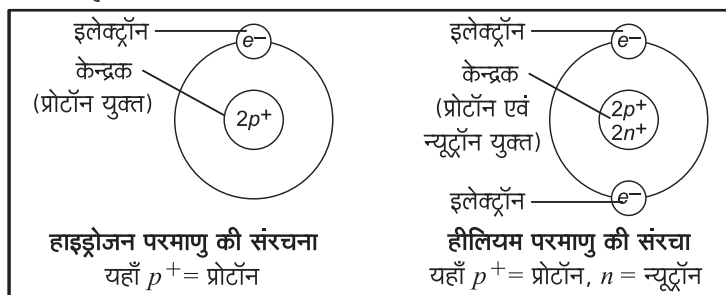 इलेक्ट्रॉन
e–
केन्द्रक
(प्रोटॉन युक्त)
2p+
हाइड्रोजन परमाणु की संरचना
यहाँ p+ = प्रोटॉन
इलेक्ट्रॉन
e–
केन्द्रक
(प्रोटॉन एवं
न्यूट्रॉन युक्त)
2p+
2n+
इलेक्ट्रॉन
e–
हीलियम परमाणु की संरचा
यहाँ p+ = प्रोटॉन, n = न्यूट्रॉन